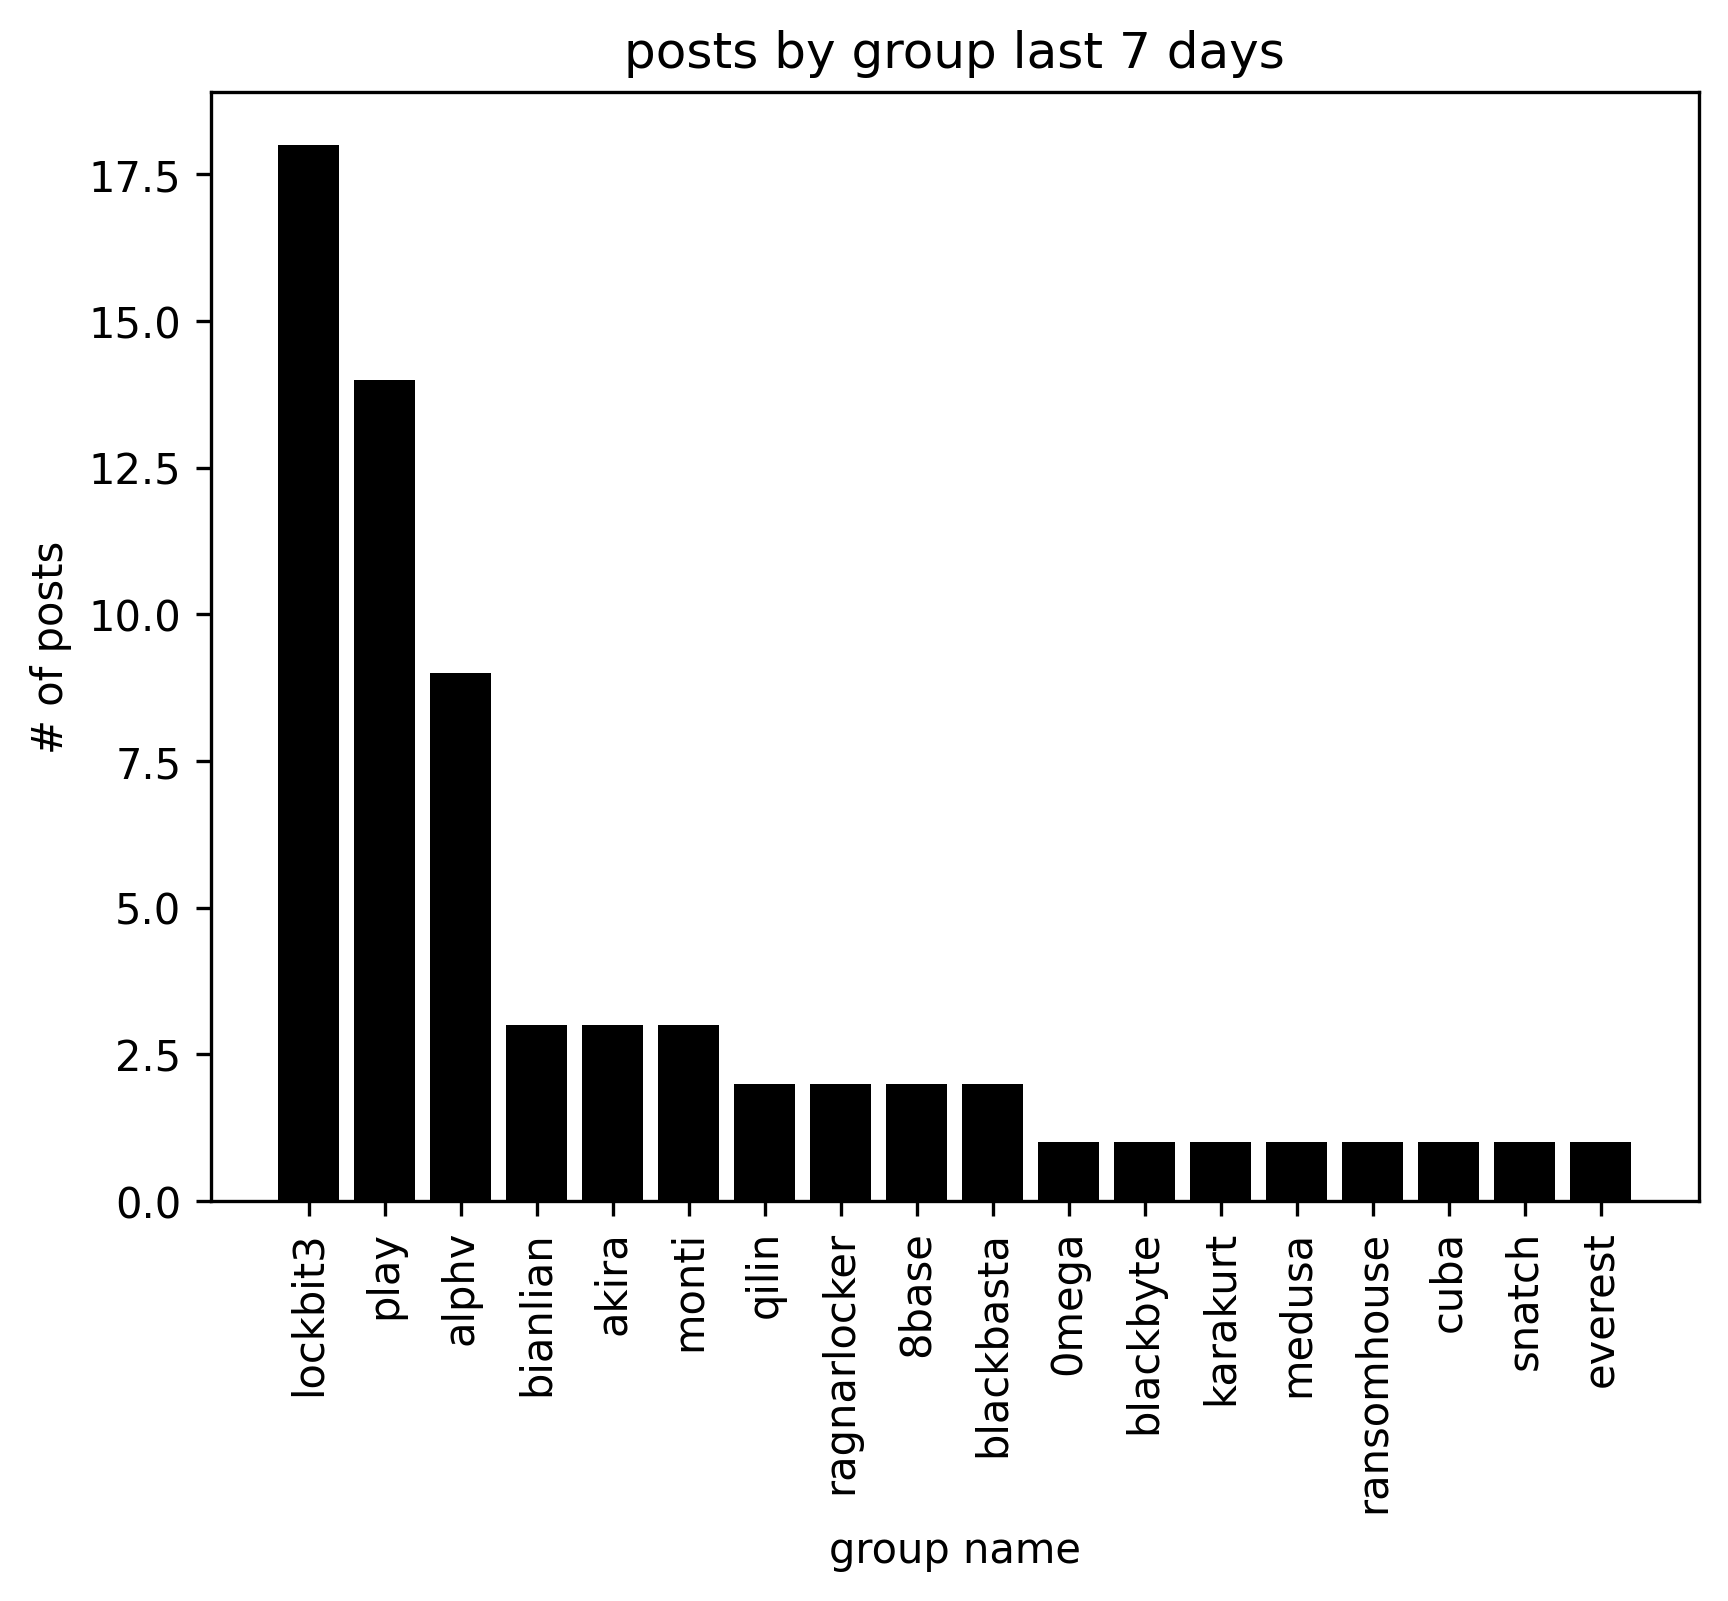 posts by group last 7 days
# of posts
17.5
15.0
12.5
10.0
7.5
5.0
2.5
0.0
lockbit3
play
alphv
bianlian
akira
monti
qilin
ragnarlocker
8base
blackbasta
0mega
blackbyte
karakurt
medusa
ransomhouse
cuba
snatch
everest
group name